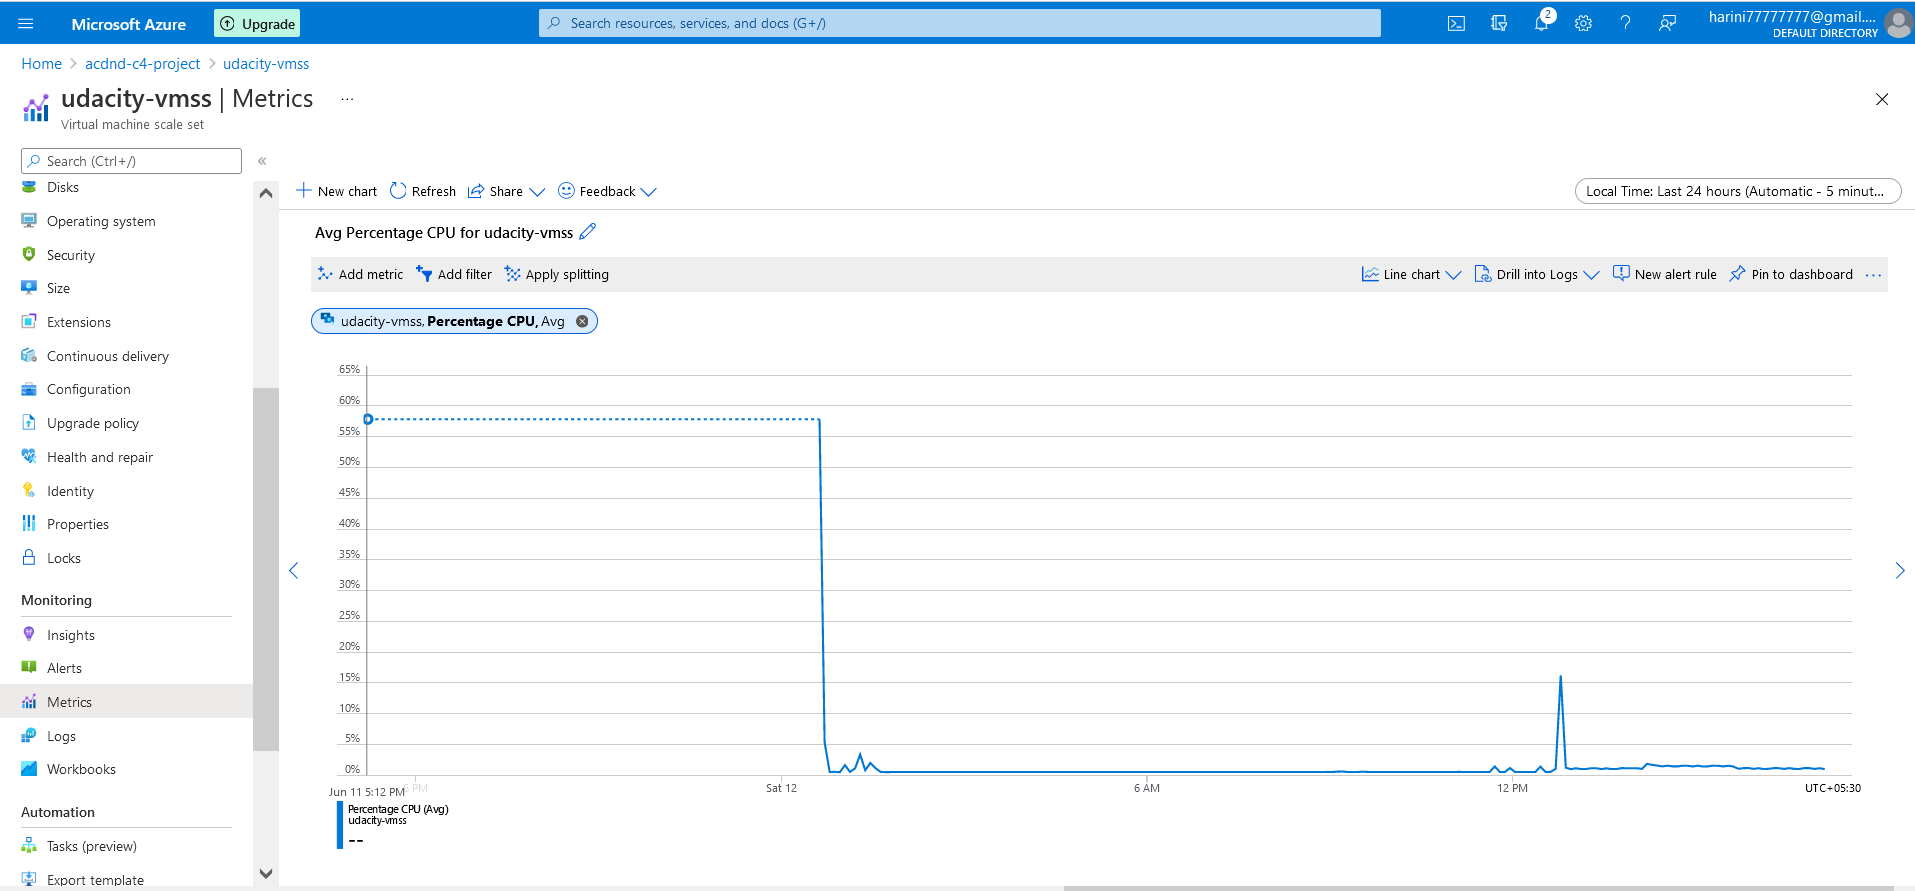 Microsoft Azure
Upgrade
Search resources, services, and docs (G+/)
2
harini77777777@gmail....
DEFAULT DIRECTORY
Home > acdnd-c4-project > udacity-vmss
udacity-vmss | Metrics ...
Virtual machine scale set
Search (Ctrl+/)
«
Disks
Operating system
Security
Size
Extensions
Continuous delivery
Configuration
Upgrade policy
Health and repair
Identity
Properties
Locks
Monitoring
Insights
Alerts
Metrics
Logs
Workbooks
Automation
Tasks (preview)
Export template
New chart Refresh Share Feedback
Local Time: Last 24 hours (Automatic - 5 minut...
Avg Percentage CPU for udacity-vmss
Add metric Add filter Apply splitting
Line chart Drill into Logs New alert rule Pin to dashboard ...
udacity-vmss, Percentage CPU, Avg
65%
60%
55%
50%
45%
40%
35%
30%
25%
20%
15%
10%
5%
0%
Jun 11 5:12 PM 6 PM Sat 12 6 AM 12 PM UTC+05:30
Percentage CPU (Avg)
udacity-vmss
--